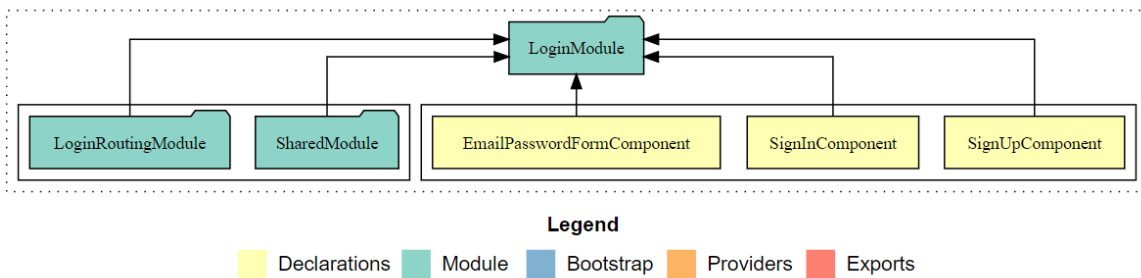 LoginModule
LoginRoutingModule
SharedModule
EmailPasswordFormComponent
SignInComponent
SignUpComponent
Legend
Declarations
Module
Bootstrap
Providers
Exports